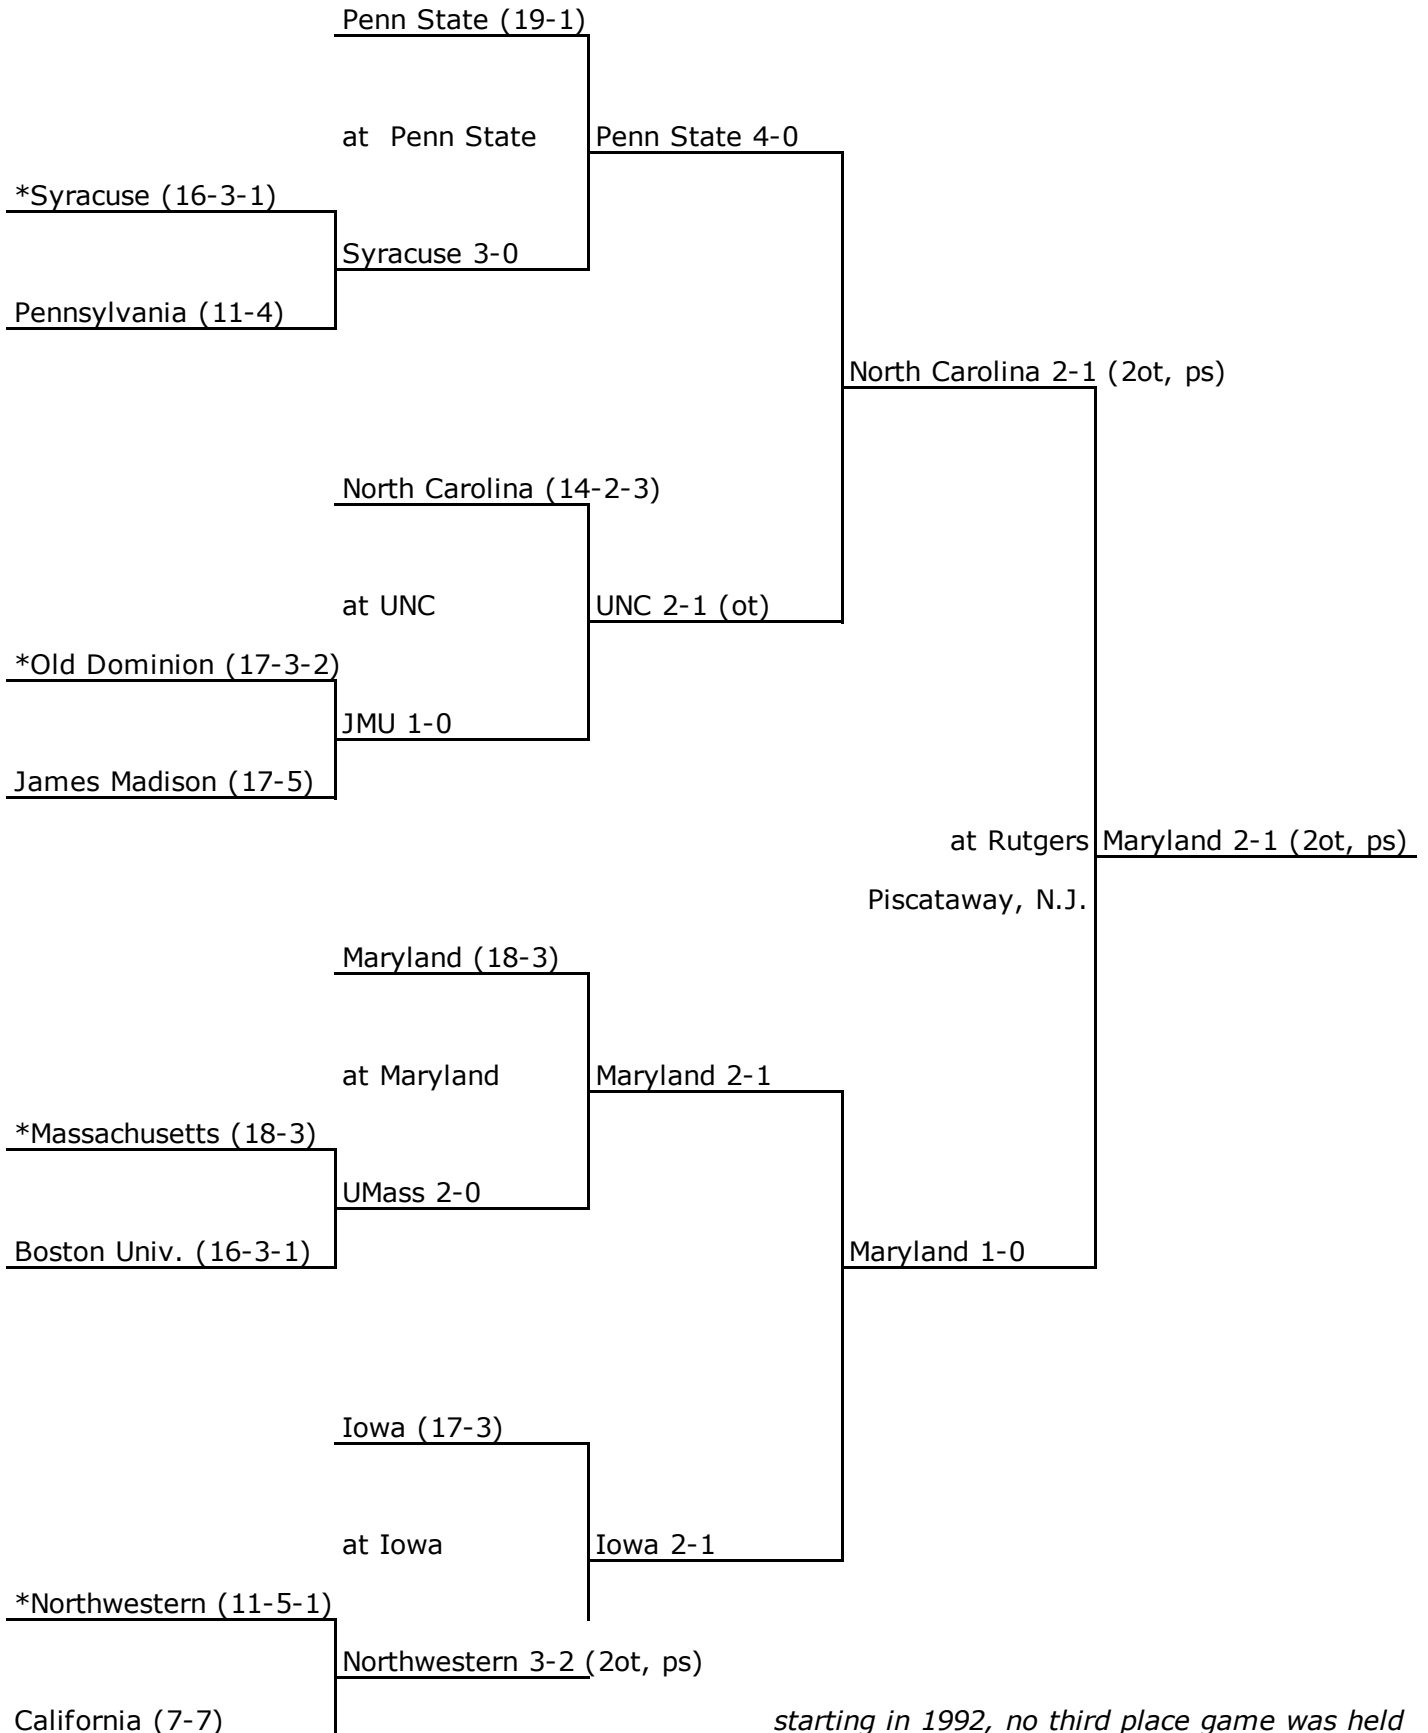 Penn State (19-1)
at  Penn State
Penn State 4-0
*Syracuse (16-3-1)
Syracuse 3-0
Pennsylvania (11-4)
North Carolina 2-1 (2ot, ps)
North Carolina (14-2-3)
at UNC
UNC 2-1 (ot)
*Old Dominion (17-3-2)
JMU 1-0
James Madison (17-5)
at Rutgers
Maryland 2-1 (2ot, ps)
Piscataway, N.J.
Maryland (18-3)
at Maryland
Maryland 2-1
*Massachusetts (18-3)
UMass 2-0
Boston Univ. (16-3-1)
Maryland 1-0
Iowa (17-3)
at Iowa
Iowa 2-1
*Northwestern (11-5-1)
Northwestern 3-2 (2ot, ps)
California (7-7)
starting in 1992, no third place game was held